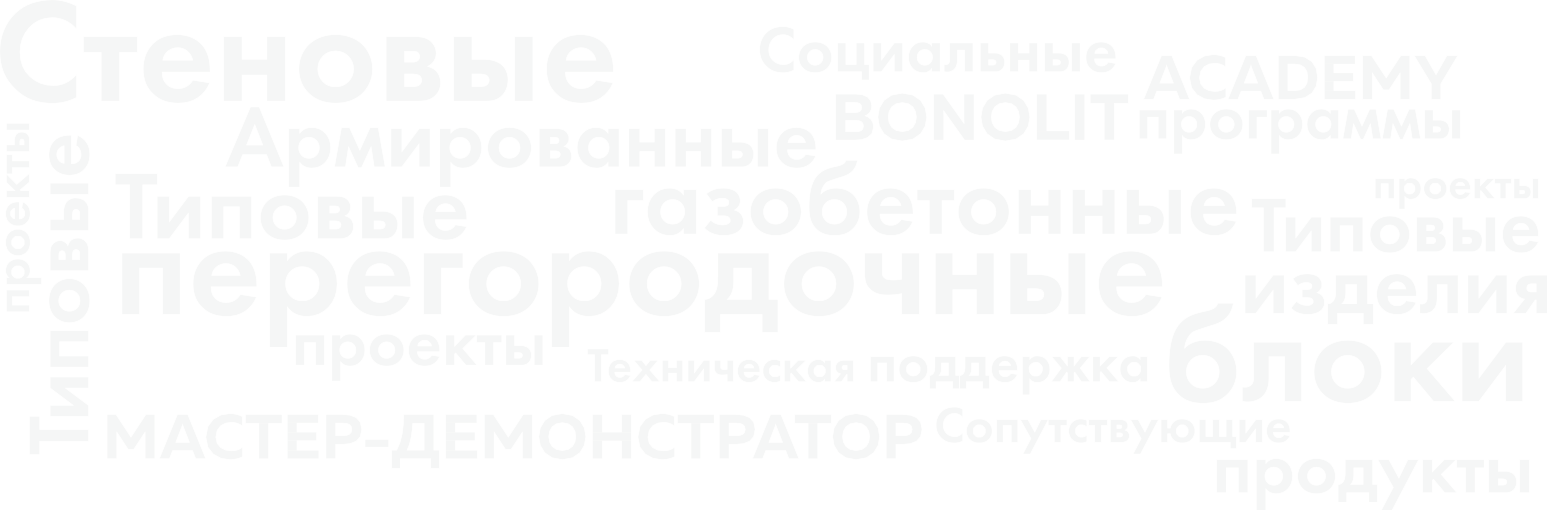 Стеновые
Социальные
ACADEMY
BONOLIT
программы
Армированные
проекты
Типовые
Типовые
газобетонные
проекты
Типовые
перегородочные
изделия
проекты
блоки
Техническая поддержка
МАСТЕР-ДЕМОНСТРАТОР
Сопутствующие
продукты